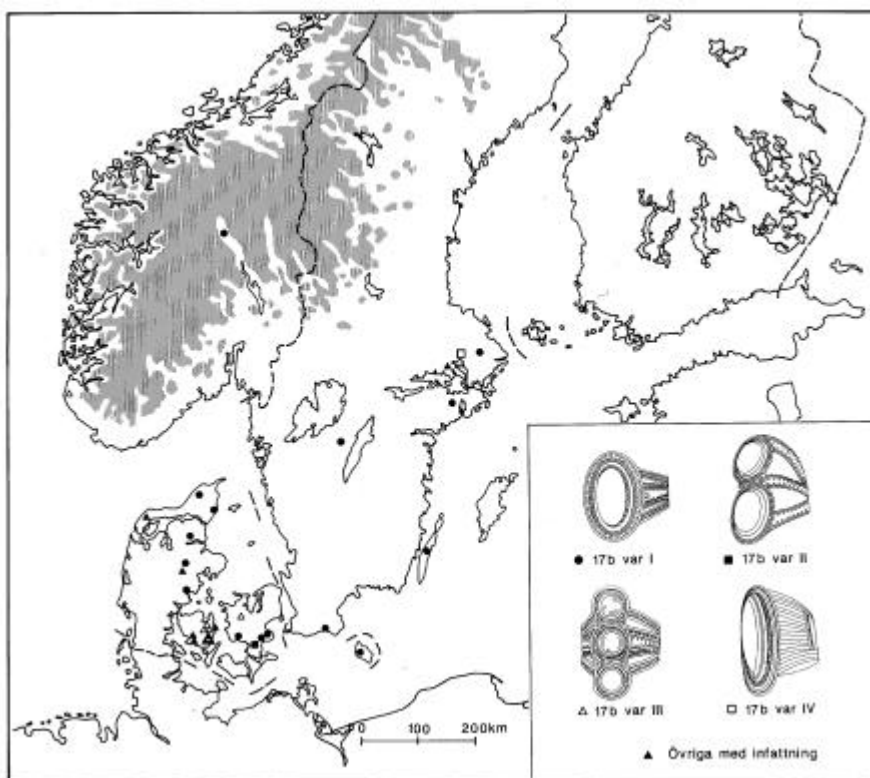 ● 17b var I
■ 17b var II
△ 17b var III
□ 17b var IV
▲ Övriga med infattning
0 100 200km